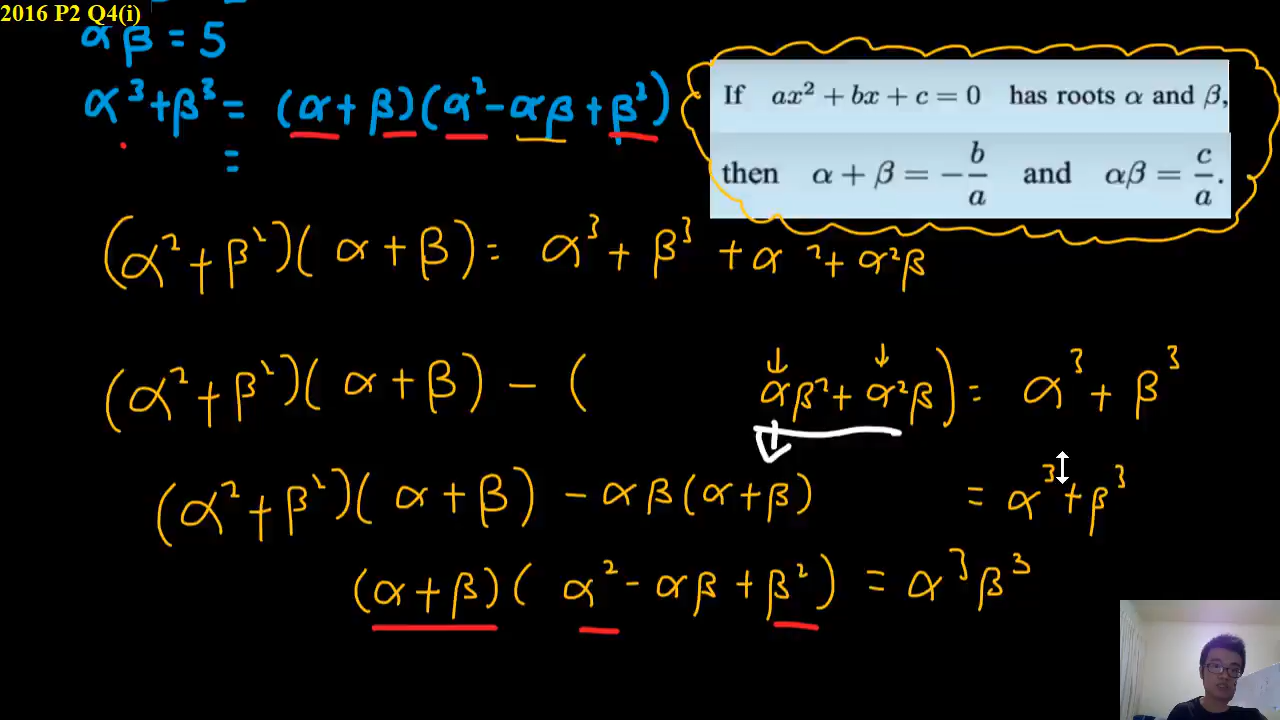 2016 P2 Q4(i)
αβ = 5
α³+β³ = (α+β)(α²-αβ+β²)
=
If ax² + bx + c = 0 has roots α and β,
then α + β = -b/a and αβ = c/a.
(α²+β²)(α+β) = α³+β³ +α ²+α²β
(α²+β²)(α+β) - ( αβ²+α²β) = α³+β³
(α²+β²)(α+β) - αβ(α+β) = α³+β³
(α+β)(α²-αβ+β²) = α³β³